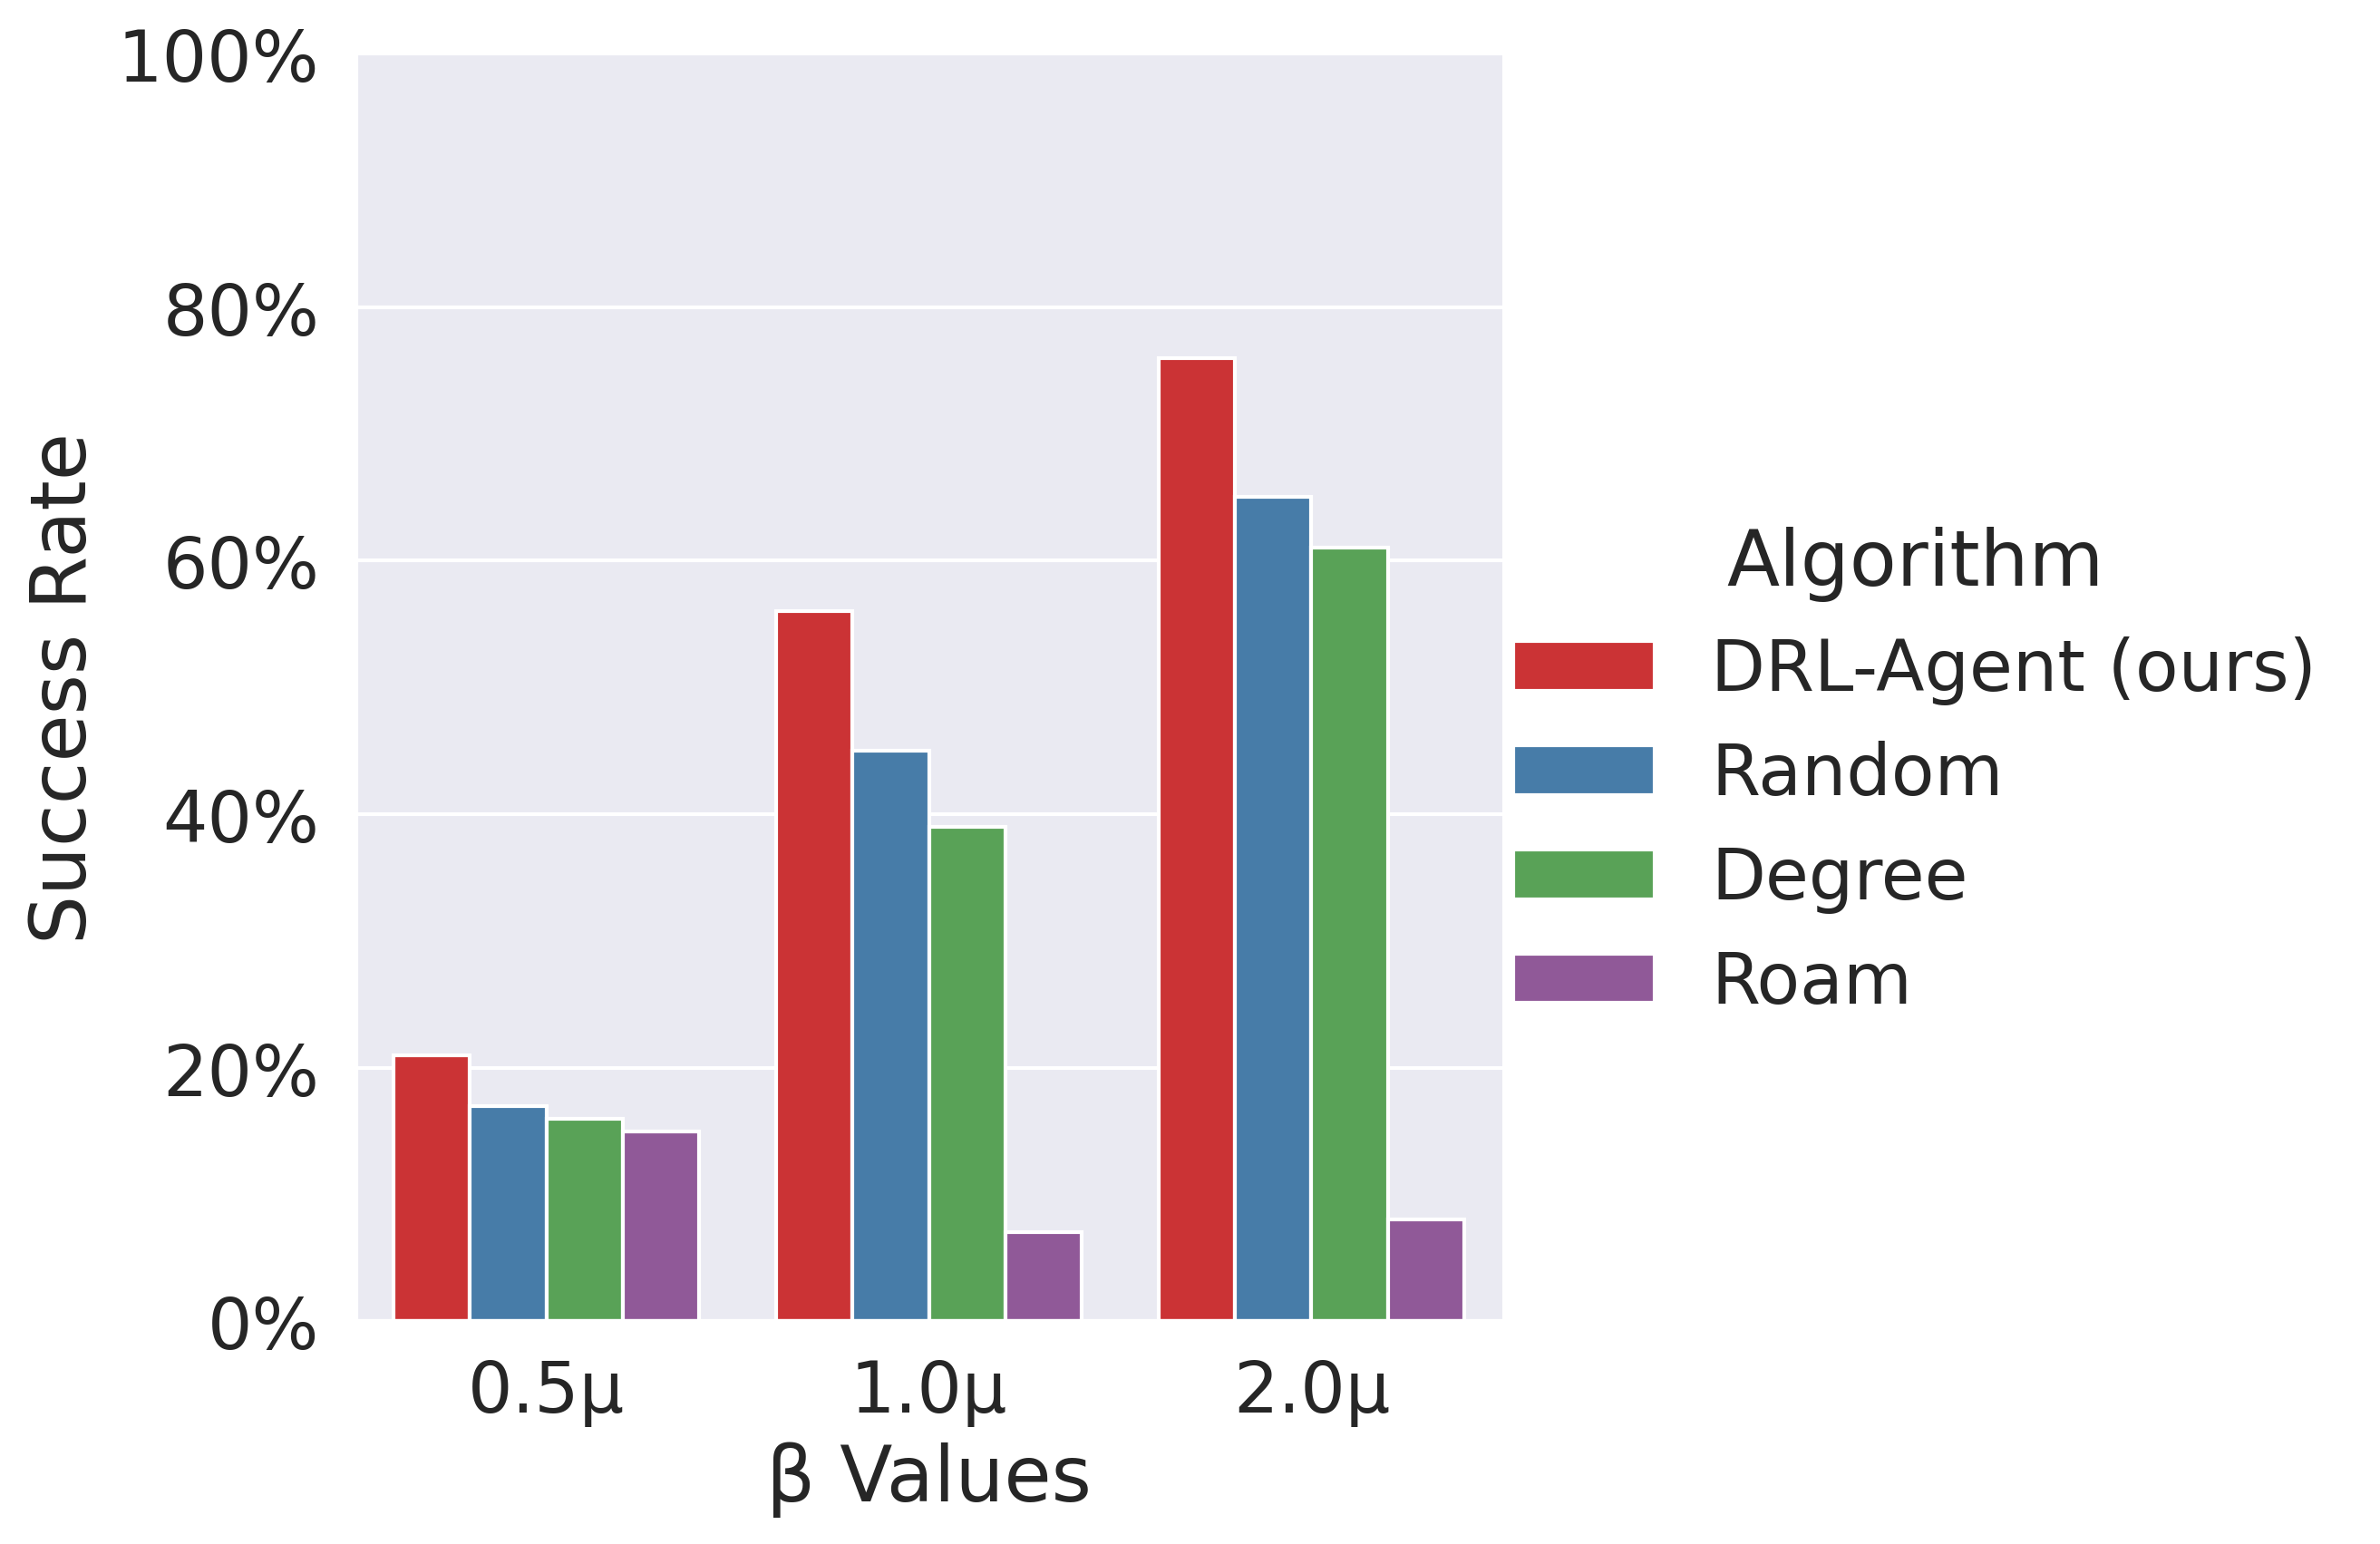 100%
80%
60%
40%
20%
0%
Success Rate
0.5μ
1.0μ
2.0μ
β Values
Algorithm
DRL-Agent (ours)
Random
Degree
Roam